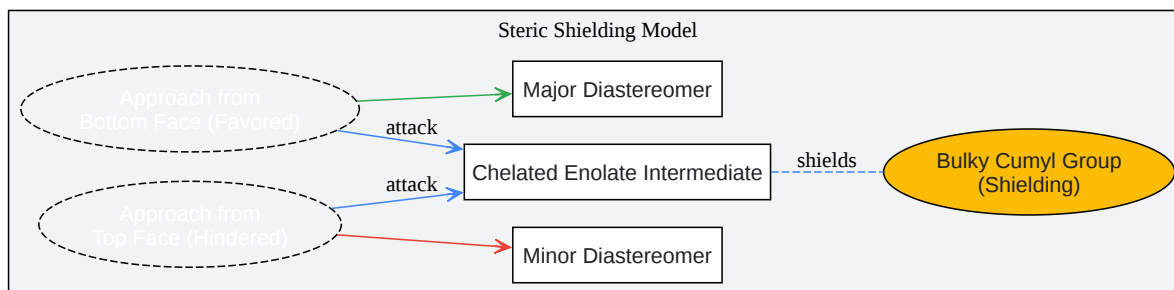 Steric Shielding Model
Approach from
Bottom Face (Favored)
Major Diastereomer
attack
Chelated Enolate Intermediate
shields
Bulky Cumyl Group
(Shielding)
attack
Approach from
Top Face (Hindered)
Minor Diastereomer